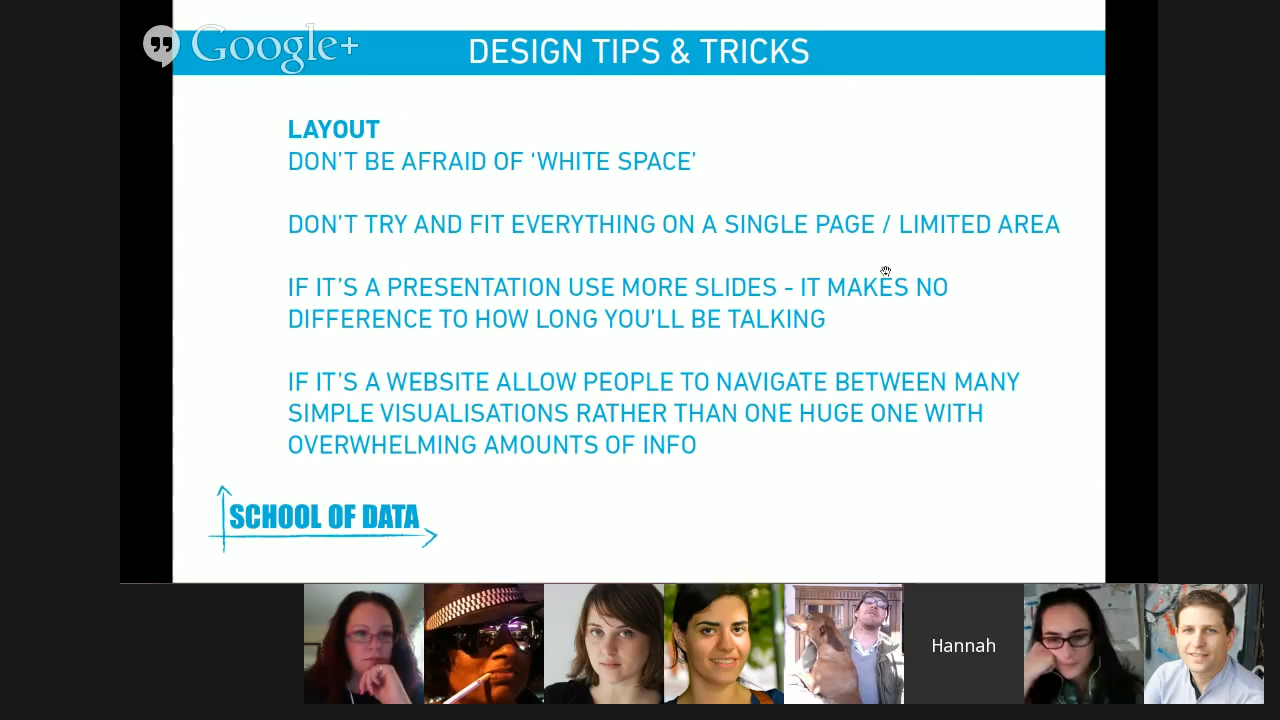 Google+
DESIGN TIPS & TRICKS
LAYOUT
DON'T BE AFRAID OF ‘WHITE SPACE’
DON'T TRY AND FIT EVERYTHING ON A SINGLE PAGE / LIMITED AREA
IF IT'S A PRESENTATION USE MORE SLIDES - IT MAKES NO
DIFFERENCE TO HOW LONG YOU'LL BE TALKING
IF IT'S A WEBSITE ALLOW PEOPLE TO NAVIGATE BETWEEN MANY
SIMPLE VISUALISATIONS RATHER THAN ONE HUGE ONE WITH
OVERWHELMING AMOUNTS OF INFO
SCHOOL OF DATA
Hannah